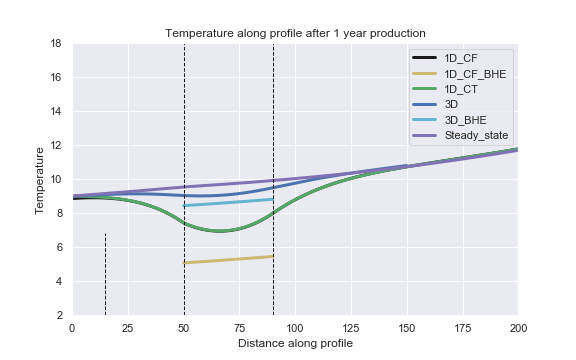 Temperature along profile after 1 year production
18
16
14
12
10
8
6
4
2
Temperature
1D_CF
1D_CF_BHE
1D_CT
3D
3D_BHE
Steady_state
0 25 50 75 100 125 150 175 200
Distance along profile